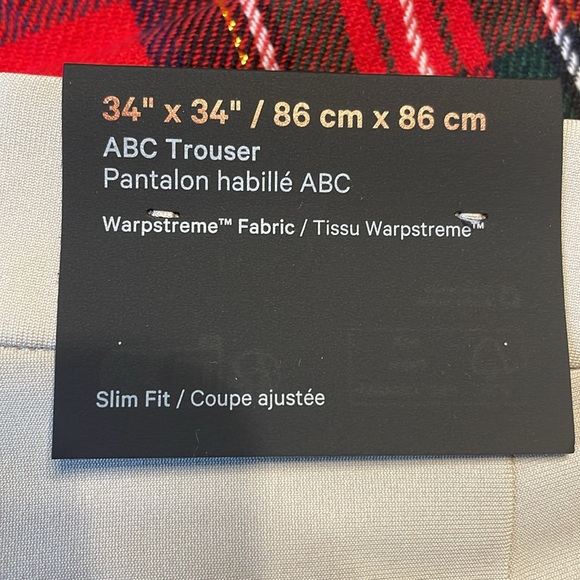 34" x 34" / 86 cm x 86 cm
ABC Trouser
Pantalon habillé ABC
Warpstreme™ Fabric / Tissu Warpstreme™
Slim Fit / Coupe ajustée